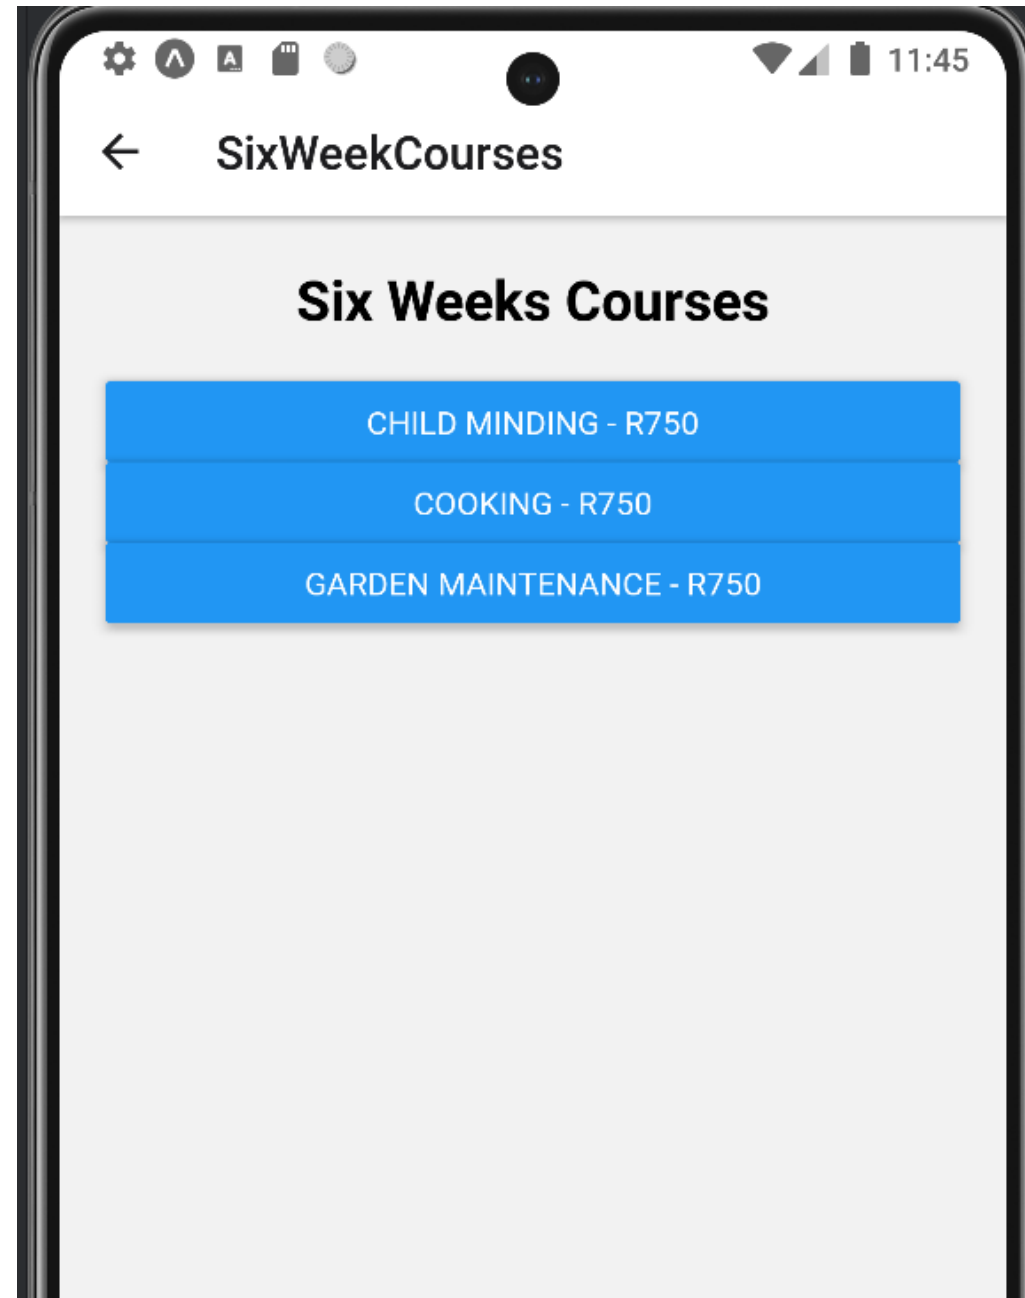 11:45
SixWeekCourses
Six Weeks Courses
CHILD MINDING - R750
COOKING - R750
GARDEN MAINTENANCE - R750